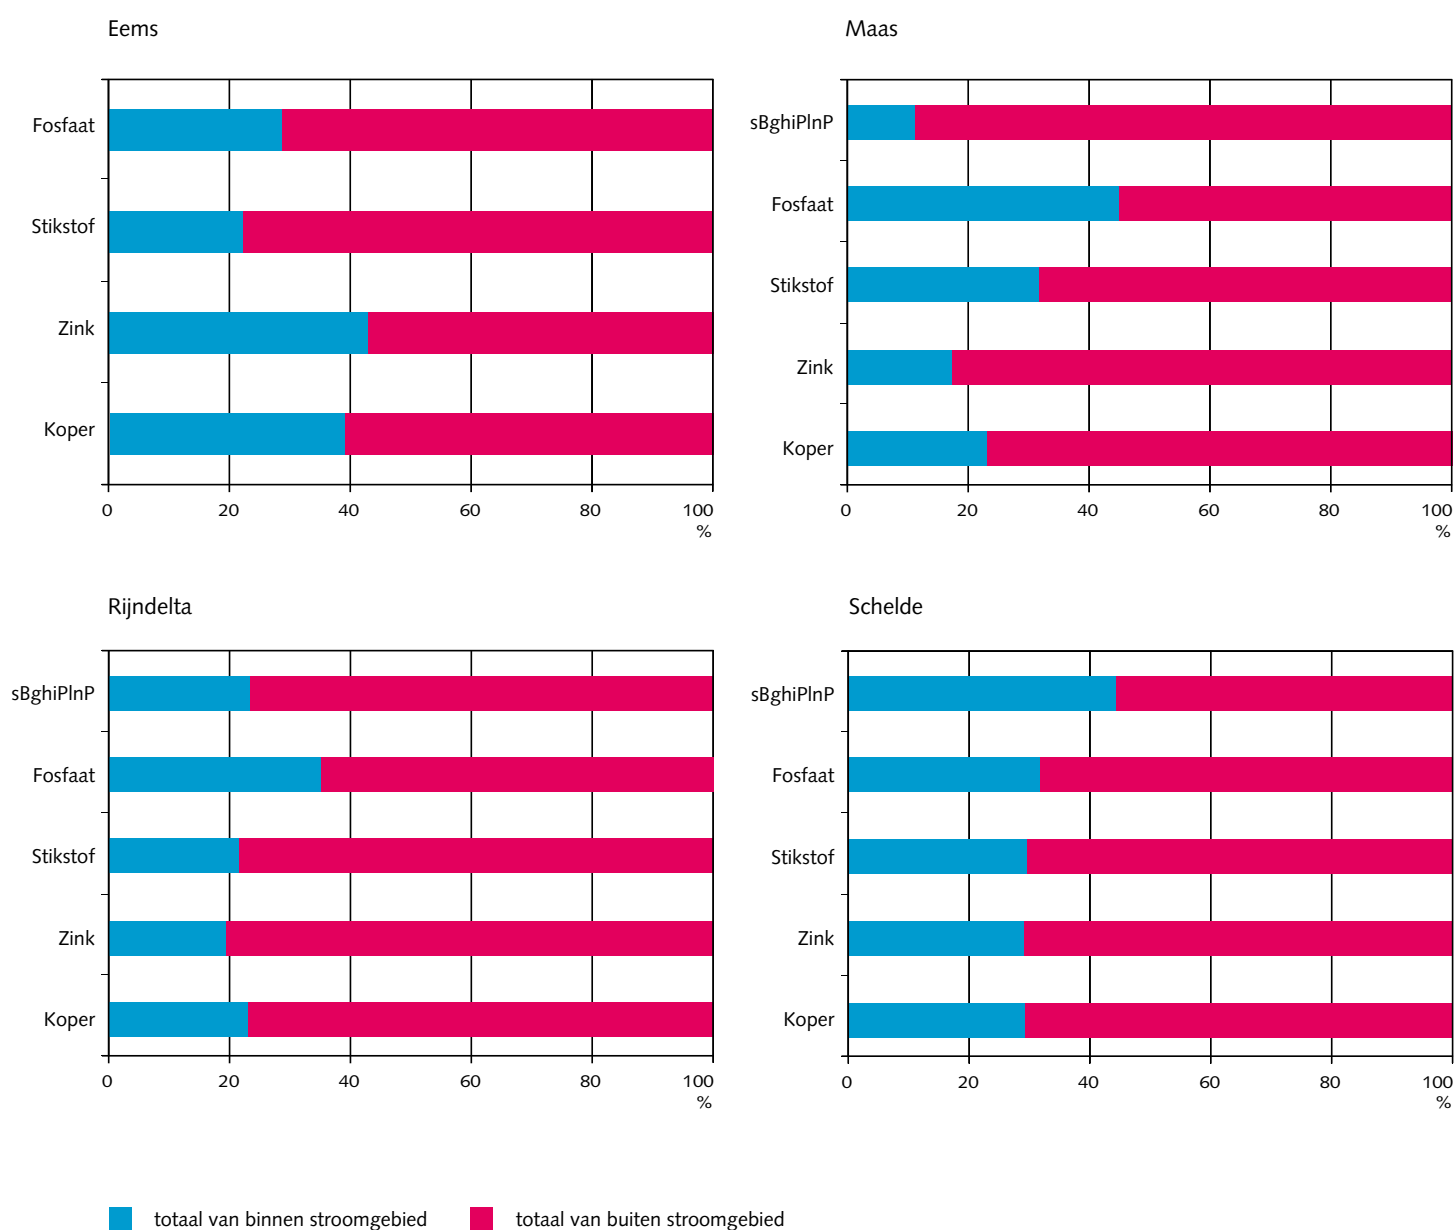 Eems
Fosfaat
Stikstof
Zink
Koper
0 20 40 60 80 100
%
Maas
sBghiPlnP
Fosfaat
Stikstof
Zink
Koper
0 20 40 60 80 100
%
Rijndelta
sBghiPlnP
Fosfaat
Stikstof
Zink
Koper
0 20 40 60 80 100
%
Schelde
sBghiPlnP
Fosfaat
Stikstof
Zink
Koper
0 20 40 60 80 100
%
totaal van binnen stroomgebied
totaal van buiten stroomgebied